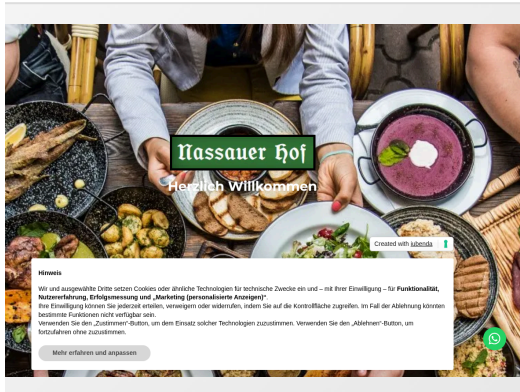 Nassauer Hof
Herzlich Willkommen
Created with iubenda
Hinweis
Wir und ausgewählte Dritte setzen Cookies oder ähnliche Technologien für technische Zwecke ein und – mit Ihrer Einwilligung – für Funktionalität,
Nutzererfahrung, Erfolgsmessung und „Marketing (personalisierte Anzeigen)“.
Ihre Einwilligung können Sie jederzeit erteilen, verweigern oder widerrufen, indem Sie auf die Kontrollfläche zugreifen. Im Fall der Ablehnung könnten
bestimmte Funktionen nicht verfügbar sein.
Verwenden Sie den „Zustimmen“-Button, um dem Einsatz solcher Technologien zuzustimmen. Verwenden Sie den „Ablehnen“-Button, um
fortzufahren ohne zuzustimmen.
Mehr erfahren und anpassen